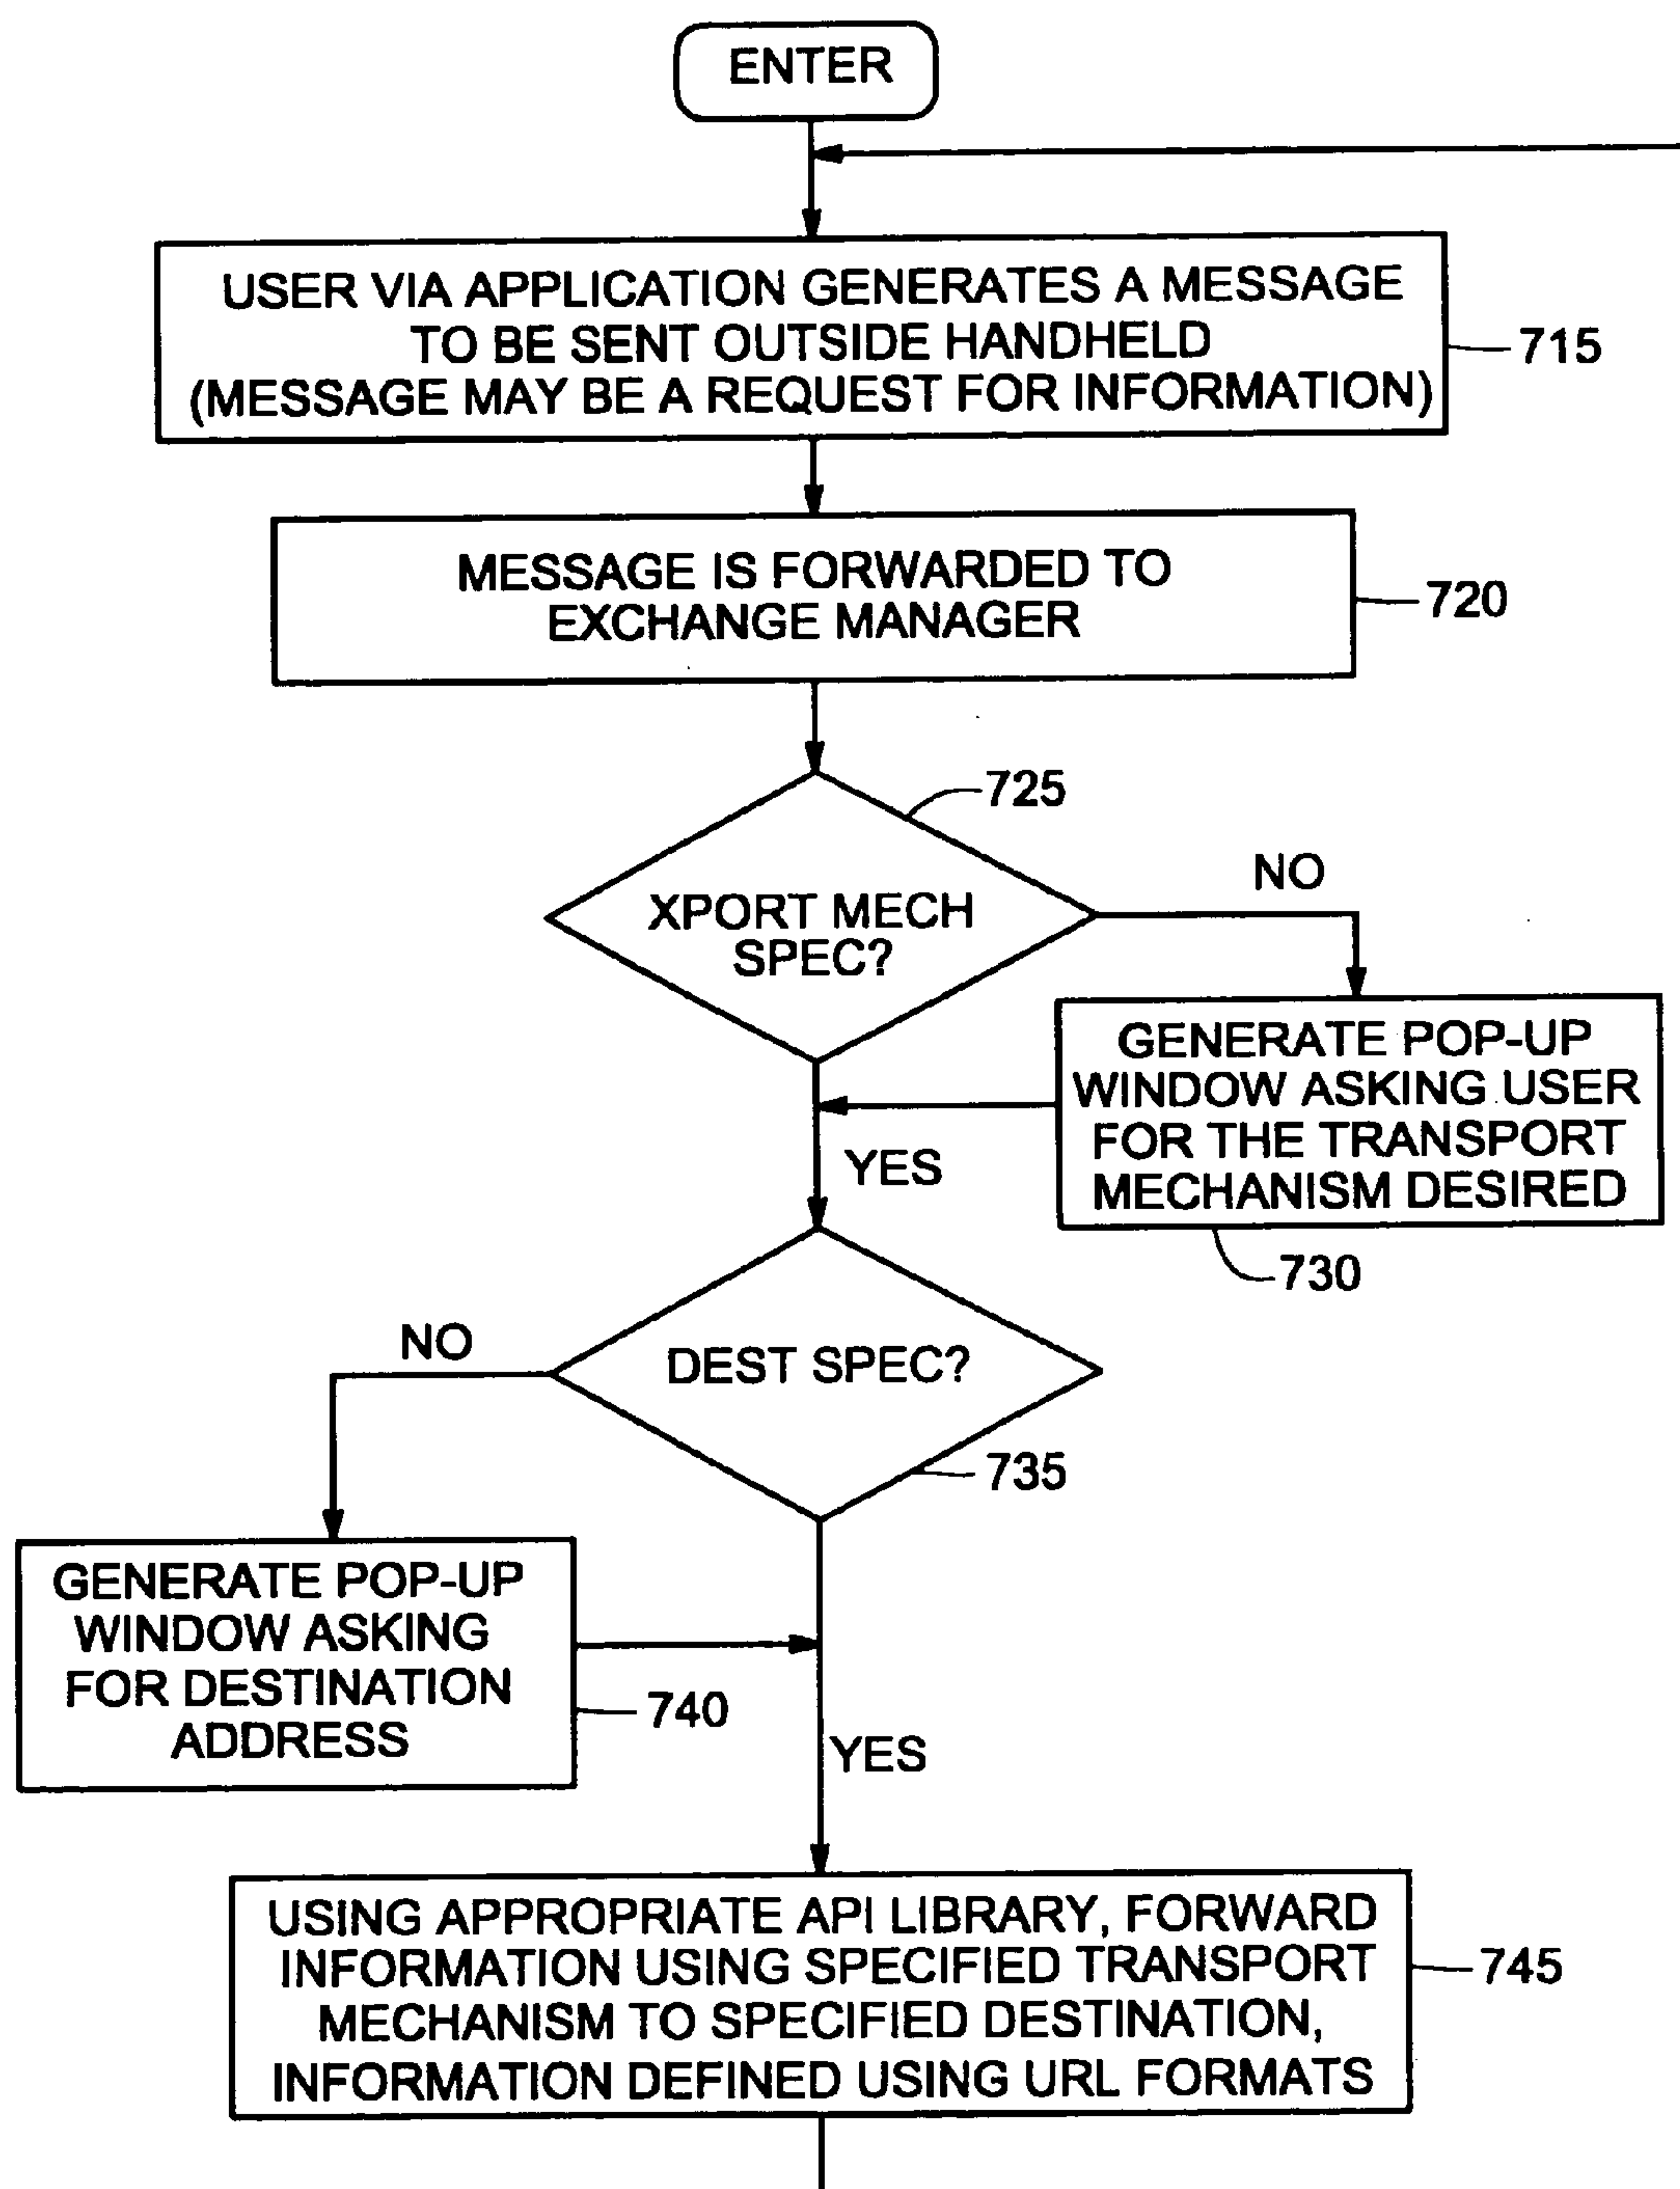 ENTER
USER VIA APPLICATION GENERATES A MESSAGE
TO BE SENT OUTSIDE HANDHELD
(MESSAGE MAY BE A REQUEST FOR INFORMATION)
715
MESSAGE IS FORWARDED TO
EXCHANGE MANAGER
720
725
XPORT MECH
SPEC?
NO
GENERATE POP-UP
WINDOW ASKING USER
FOR THE TRANSPORT
MECHANISM DESIRED
730
YES
DEST SPEC?
NO
735
GENERATE POP-UP
WINDOW ASKING
FOR DESTINATION
ADDRESS
740
YES
USING APPROPRIATE API LIBRARY, FORWARD
INFORMATION USING SPECIFIED TRANSPORT
MECHANISM TO SPECIFIED DESTINATION,
INFORMATION DEFINED USING URL FORMATS
745